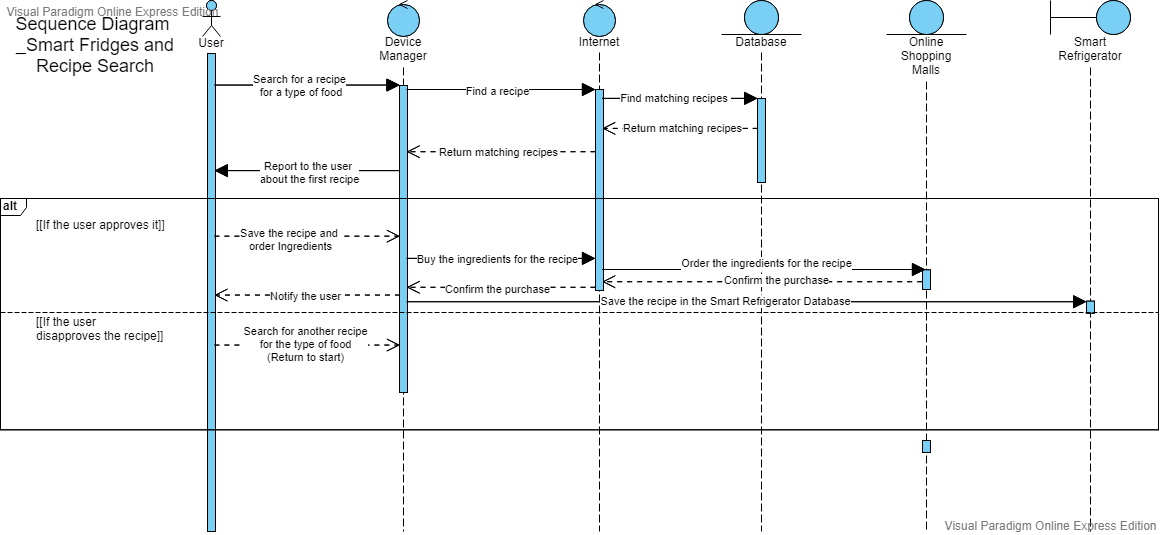 Visual Paradigm Online Express Edition
Sequence Diagram
_Smart Fridges and
Recipe Search
User
Device
Manager
Internet
Database
Online
Shopping
Malls
Smart
Refrigerator
Search for a recipe
for a type of food
Find a recipe
Find matching recipes
Return matching recipes
Return matching recipes
Report to the user
about the first recipe
alt
[[If the user approves it]]
Save the recipe and
order Ingredients
Buy the ingredients for the recipe
Order the ingredients for the recipe
Confirm the purchase
Confirm the purchase
Notify the user
Save the recipe in the Smart Refrigerator Database
[[If the user
disapproves the recipe]]
Search for another recipe
for the type of food
(Return to start)
Visual Paradigm Online Express Edition